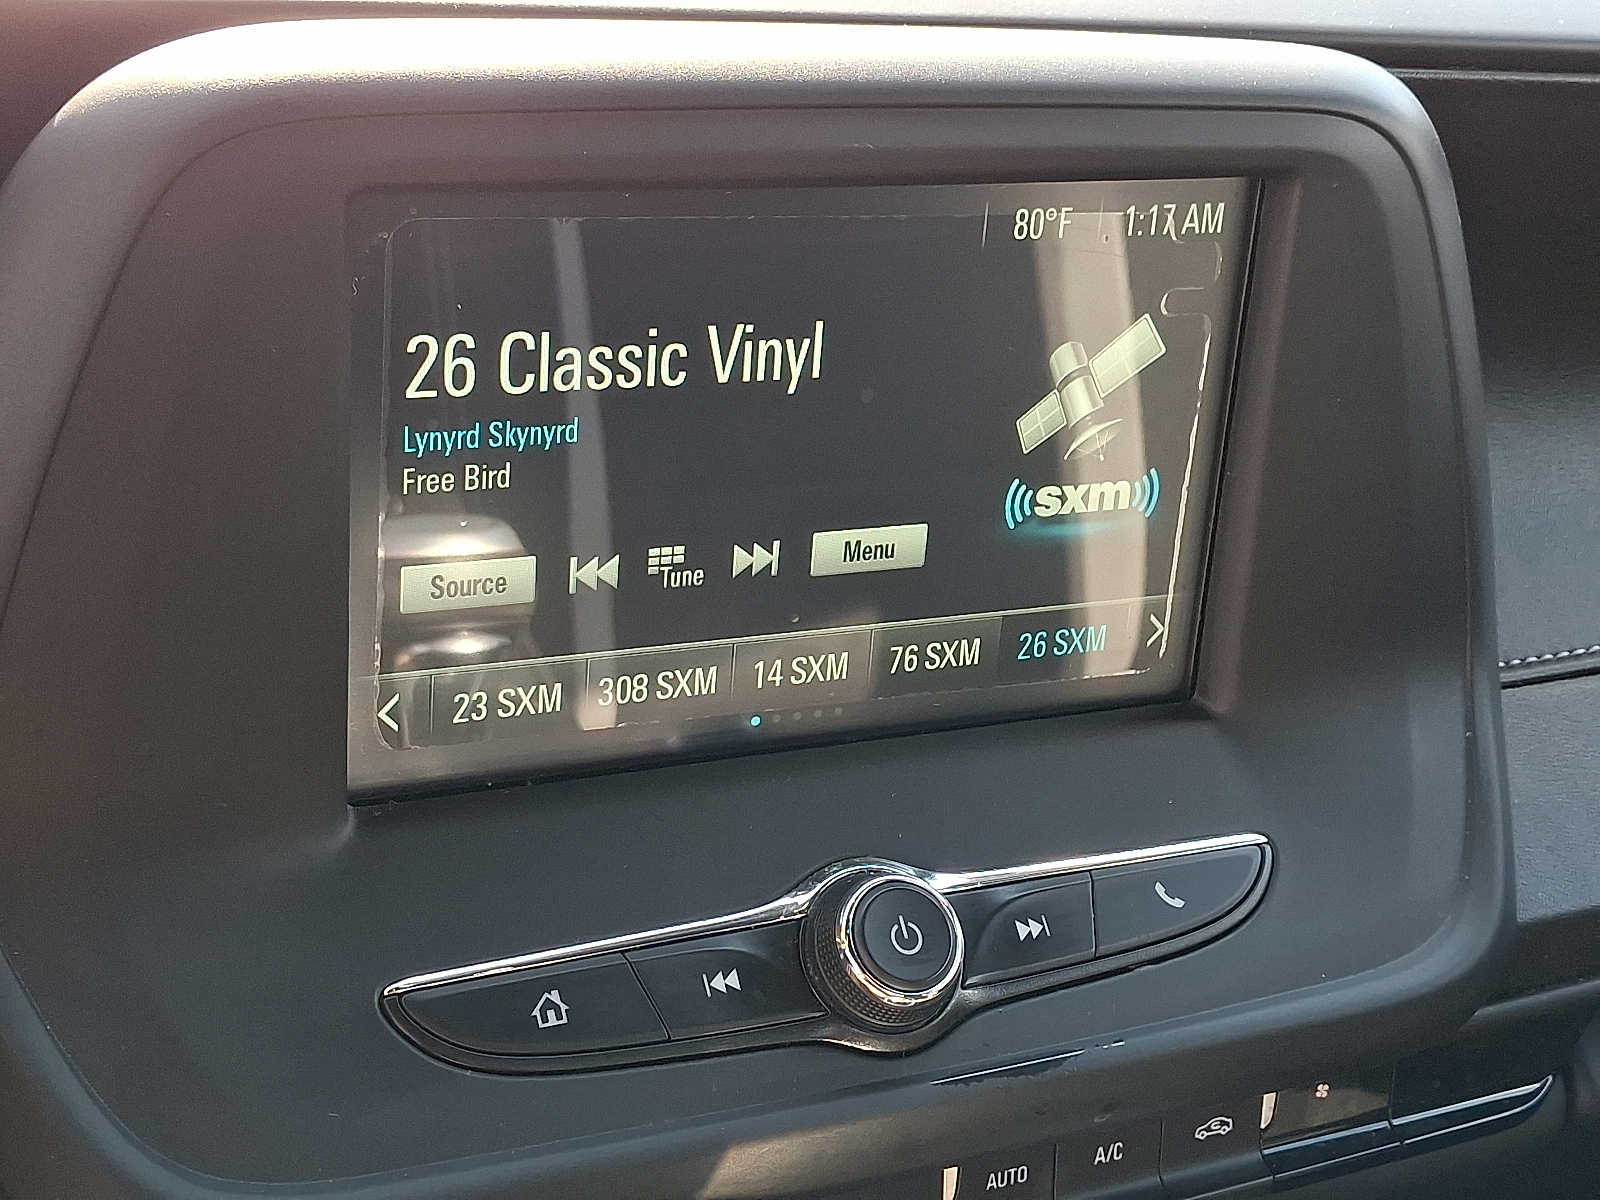 80°F 1:17 AM
26 Classic Vinyl
Lynyrd Skynyrd
Free Bird
sxm
Source Tune Menu
23 SXM 308 SXM 14 SXM 76 SXM 26 SXM
AUTO A/C